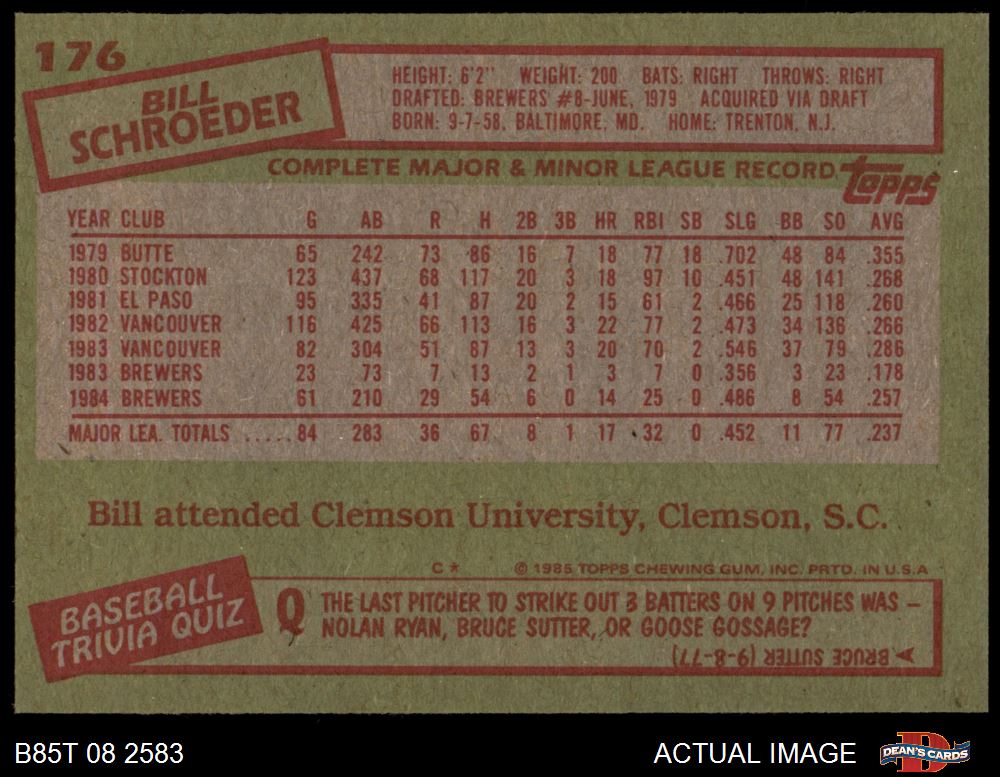 176
BILL
SCHROEDER
HEIGHT: 6'2" WEIGHT: 200 BATS: RIGHT THROWS: RIGHT
DRAFTED: BREWERS' #8-JUNE, 1979 ACQUIRED VIA DRAFT
BORN: 9-7-58, BALTIMORE, MD. HOME: TRENTON, N.J.
COMPLETE MAJOR & MINOR LEAGUE RECORD
topps
YEAR CLUB G AB R H 2B 3B HR RBI SB SLG BB SO AVG
1979 BUTTE 65 242 73 86 16 7 18 77 18 .702 48 84 .355
1980 STOCKTON 123 437 68 117 20 3 18 97 10 .451 48 141 .268
1981 EL PASO 95 335 41 87 20 2 15 61 2 .466 25 118 .260
1982 VANCOUVER 116 425 66 113 16 3 22 77 2 .473 34 136 .266
1983 VANCOUVER 82 304 51 87 13 3 20 70 2 .546 37 79 .286
1983 BREWERS 23 73 7 13 2 1 3 7 0 .356 3 23 .178
1984 BREWERS 61 210 29 54 6 0 14 25 0 .486 8 54 .257
MAJOR LEA. TOTALS .....84 283 36 67 8 1 17 32 0 .452 11 77 .237
Bill attended Clemson University, Clemson, S.C.
C* © 1985 TOPPS CHEWING GUM, INC. PRTD. IN U.S.A
BASEBALL
TRIVIA QUIZ
Q THE LAST PITCHER TO STRIKE OUT 3 BATTERS ON 9 PITCHES WAS –
NOLAN RYAN, BRUCE SUTTER, OR GOOSE GOSSAGE?
BRUCE SUTTER (9-8-77)
B85T 08 2583
ACTUAL IMAGE
D
DEAN'S CARDS